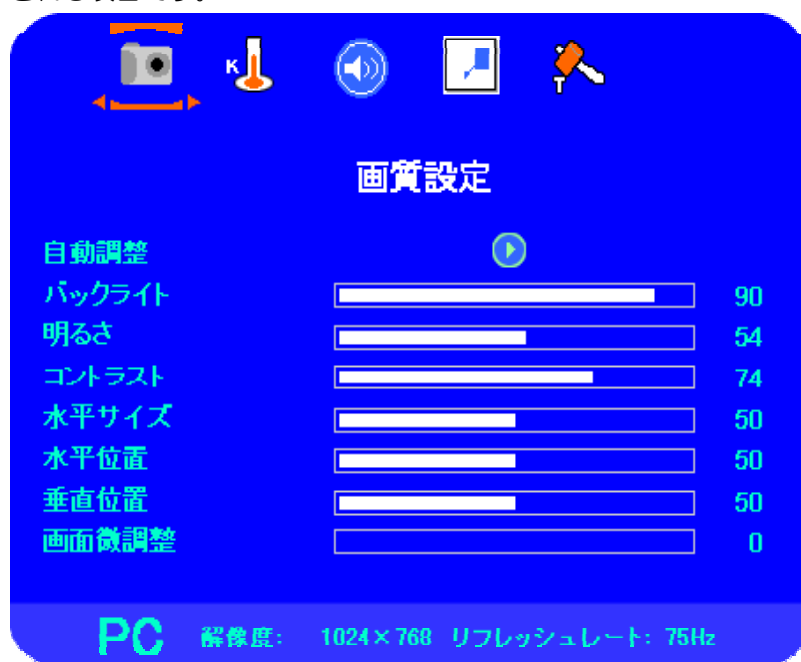 K
T
画質設定
自動調整
バックライト 90
明るさ 54
コントラスト 74
水平サイズ 50
水平位置 50
垂直位置 50
画面微調整 0
PC 解像度: 1024×768 リフレッシュレート: 75Hz